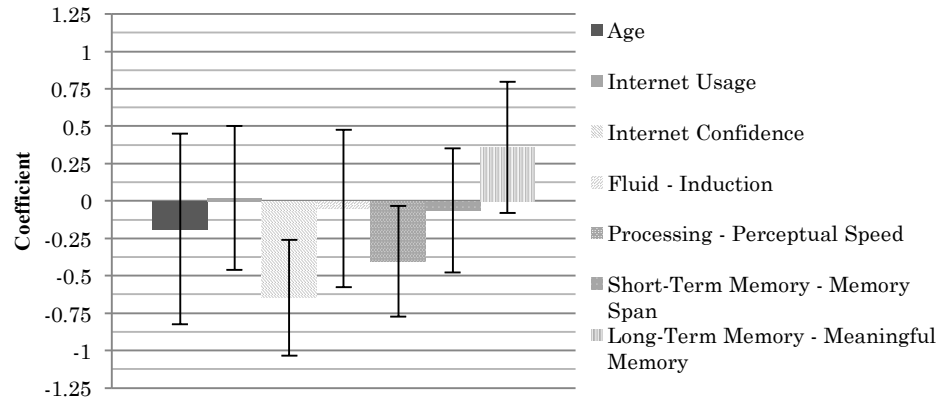 1.25
1
0.75
0.5
0.25
0
-0.25
-0.5
-0.75
-1
-1.25
Coefficient
Age
Internet Usage
Internet Confidence
Fluid - Induction
Processing - Perceptual Speed
Short-Term Memory - Memory
Span
Long-Term Memory - Meaningful
Memory